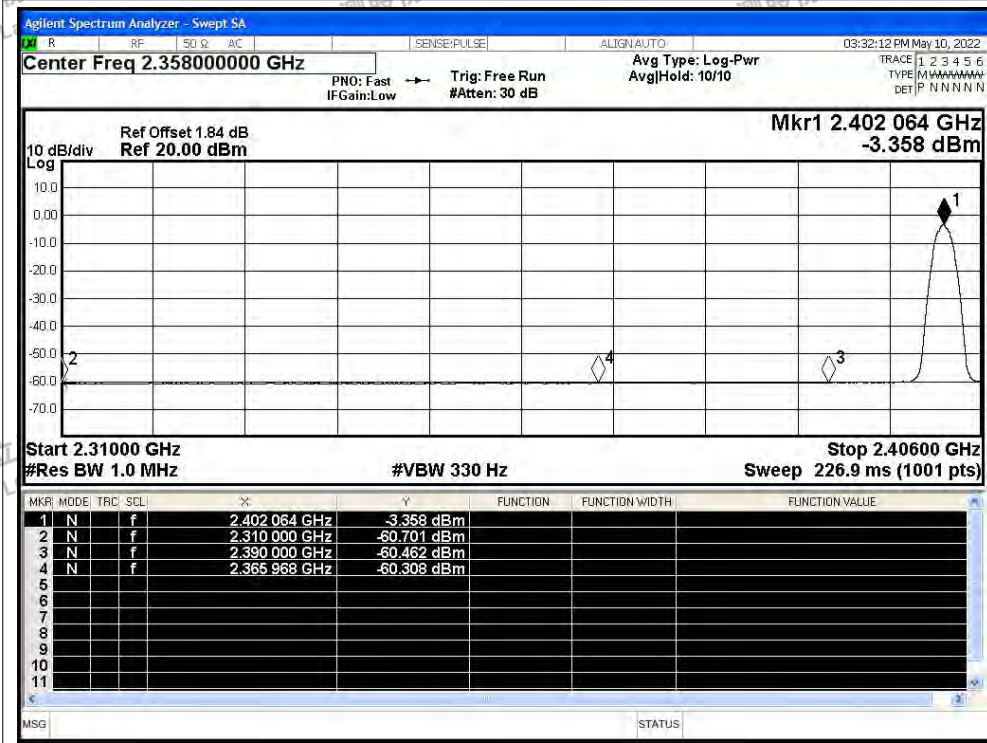 Agilent Spectrum Analyzer - Swept SA
LXI R RF 50 Ω AC SENSE:PULSE ALIGN AUTO 03:32:12 PM May 10, 2022
Center Freq 2.358000000 GHz
PNO: Fast
IFGain:Low
Trig: Free Run
#Atten: 30 dB
Avg Type: Log-Pwr
Avg|Hold: 10/10
TRACE 1 2 3 4 5 6
TYPE M WWWWW
DET P N N N N N
Mkr1 2.402 064 GHz
-3.358 dBm
Ref Offset 1.84 dB
10 dB/div Ref 20.00 dBm
Log
10.0
0.00
-10.0
-20.0
-30.0
-40.0
-50.0
-60.0
-70.0
1
2
4
3
Start 2.31000 GHz Stop 2.40600 GHz
#Res BW 1.0 MHz #VBW 330 Hz Sweep 226.9 ms (1001 pts)
MKR MODE TRC SCL X Y FUNCTION FUNCTION WIDTH FUNCTION VALUE
1 N f 2.402 064 GHz -3.358 dBm
2 N f 2.310 000 GHz -60.701 dBm
3 N f 2.390 000 GHz -60.462 dBm
4 N f 2.365 968 GHz -60.308 dBm
5
6
7
8
9
10
11
MSG STATUS